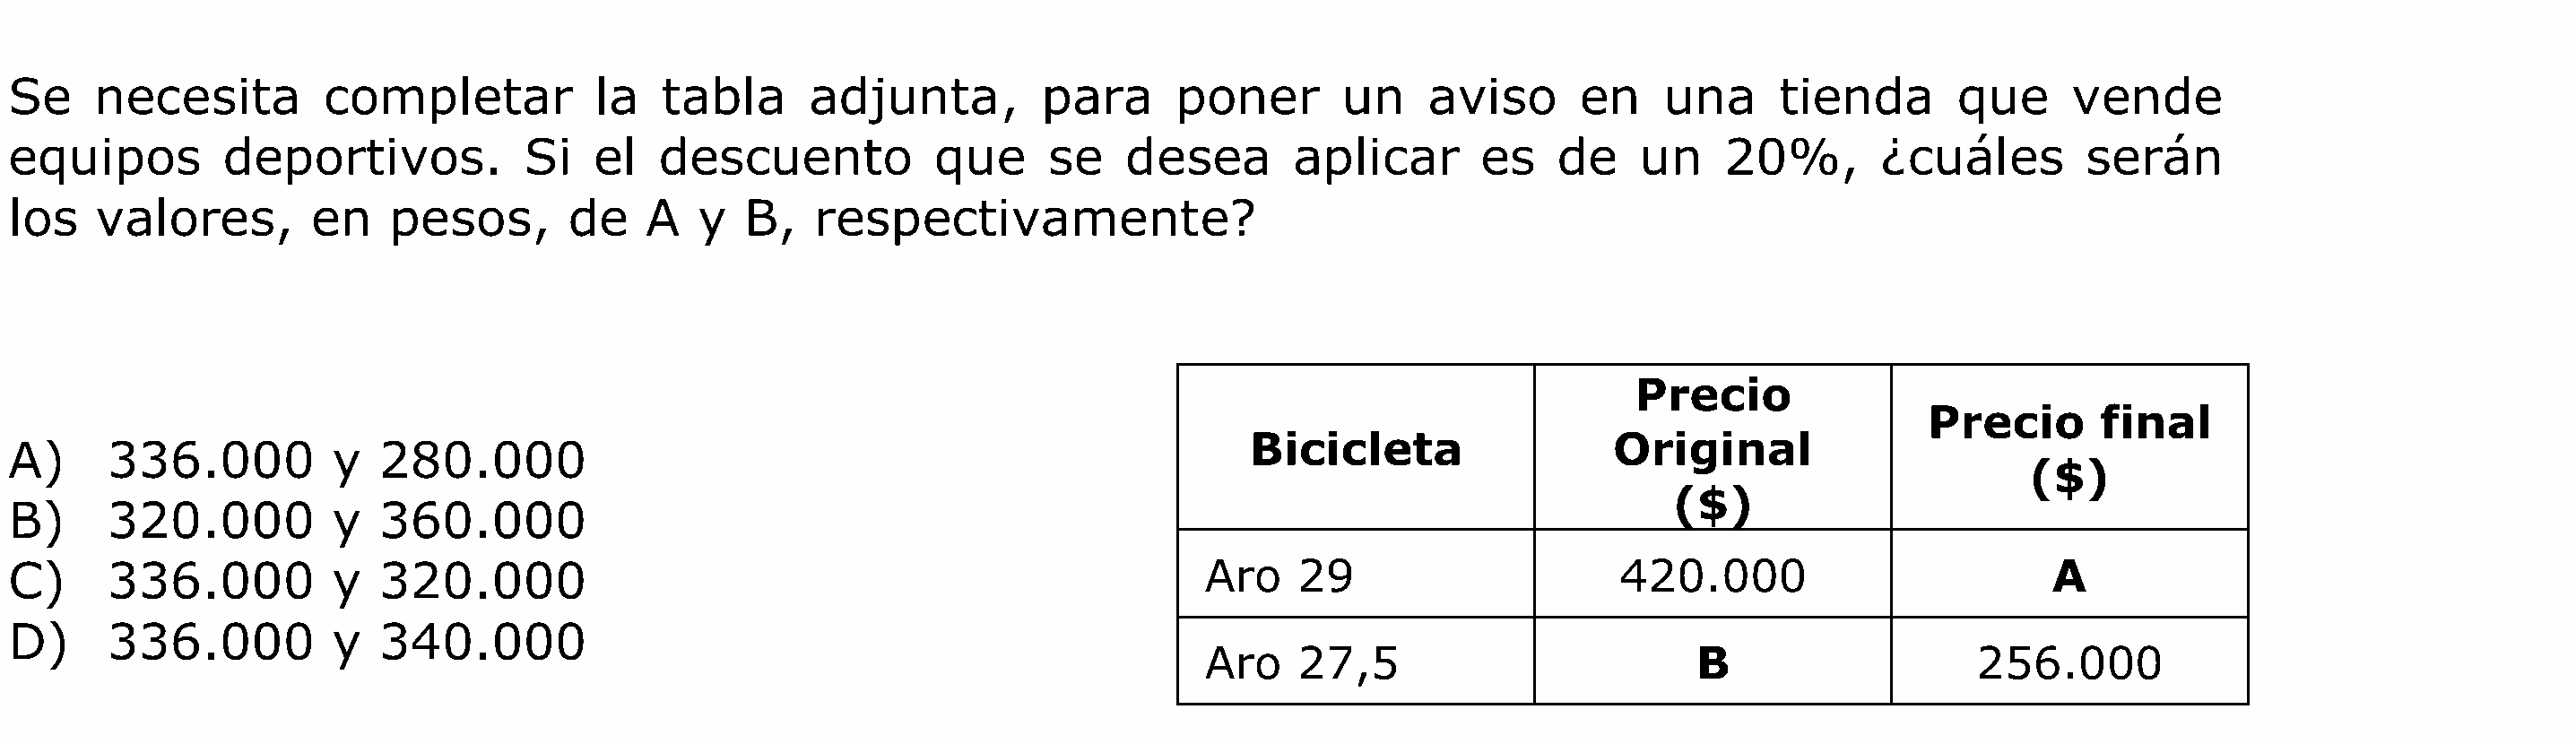 Se necesita completar la tabla adjunta, para poner un aviso en una tienda que vende
equipos deportivos. Si el descuento que se desea aplicar es de un 20%, ¿cuáles serán
los valores, en pesos, de A y B, respectivamente?
A) 336.000 y 280.000
B) 320.000 y 360.000
C) 336.000 y 320.000
D) 336.000 y 340.000
Bicicleta
Precio
Original
($)
Precio final
($)
Aro 29 420.000 A
Aro 27,5 B 256.000